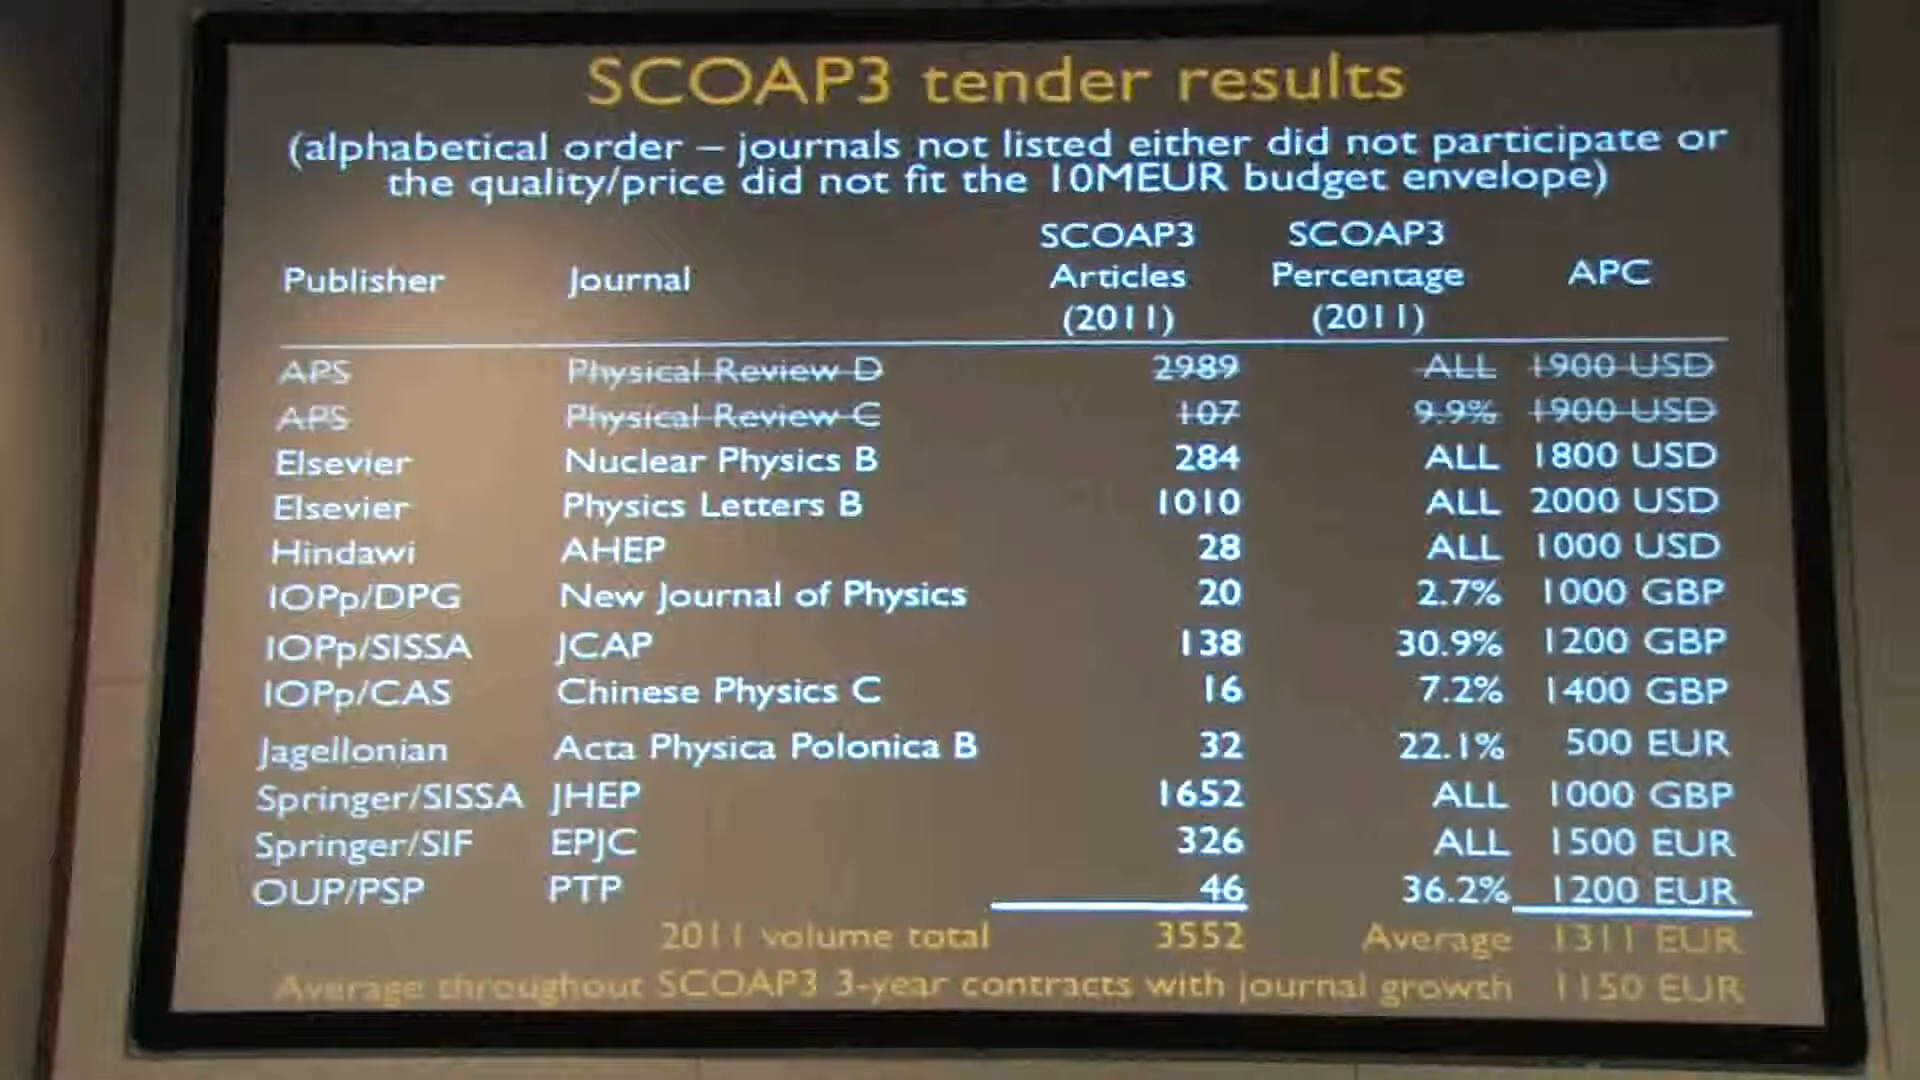 SCOAP3 tender results
(alphabetical order – journals not listed either did not participate or
the quality/price did not fit the 10MEUR budget envelope)
SCOAP3 SCOAP3
Publisher Journal Articles Percentage APC
(2011) (2011)
APS Physical Review D 2989 ALL 1900 USD
APS Physical Review C 107 9.9% 1900 USD
Elsevier Nuclear Physics B 284 ALL 1800 USD
Elsevier Physics Letters B 1010 ALL 2000 USD
Hindawi AHEP 28 ALL 1000 USD
IOPp/DPG New Journal of Physics 20 2.7% 1000 GBP
IOPp/SISSA JCAP 138 30.9% 1200 GBP
IOPp/CAS Chinese Physics C 16 7.2% 1400 GBP
Jagellonian Acta Physica Polonica B 32 22.1% 500 EUR
Springer/SISSA JHEP 1652 ALL 1000 GBP
Springer/SIF EPJC 326 ALL 1500 EUR
OUP/PSP PTP 46 36.2% 1200 EUR
2011 volume total 3552 Average 1311 EUR
Average throughout SCOAP3 3-year contracts with journal growth 1150 EUR